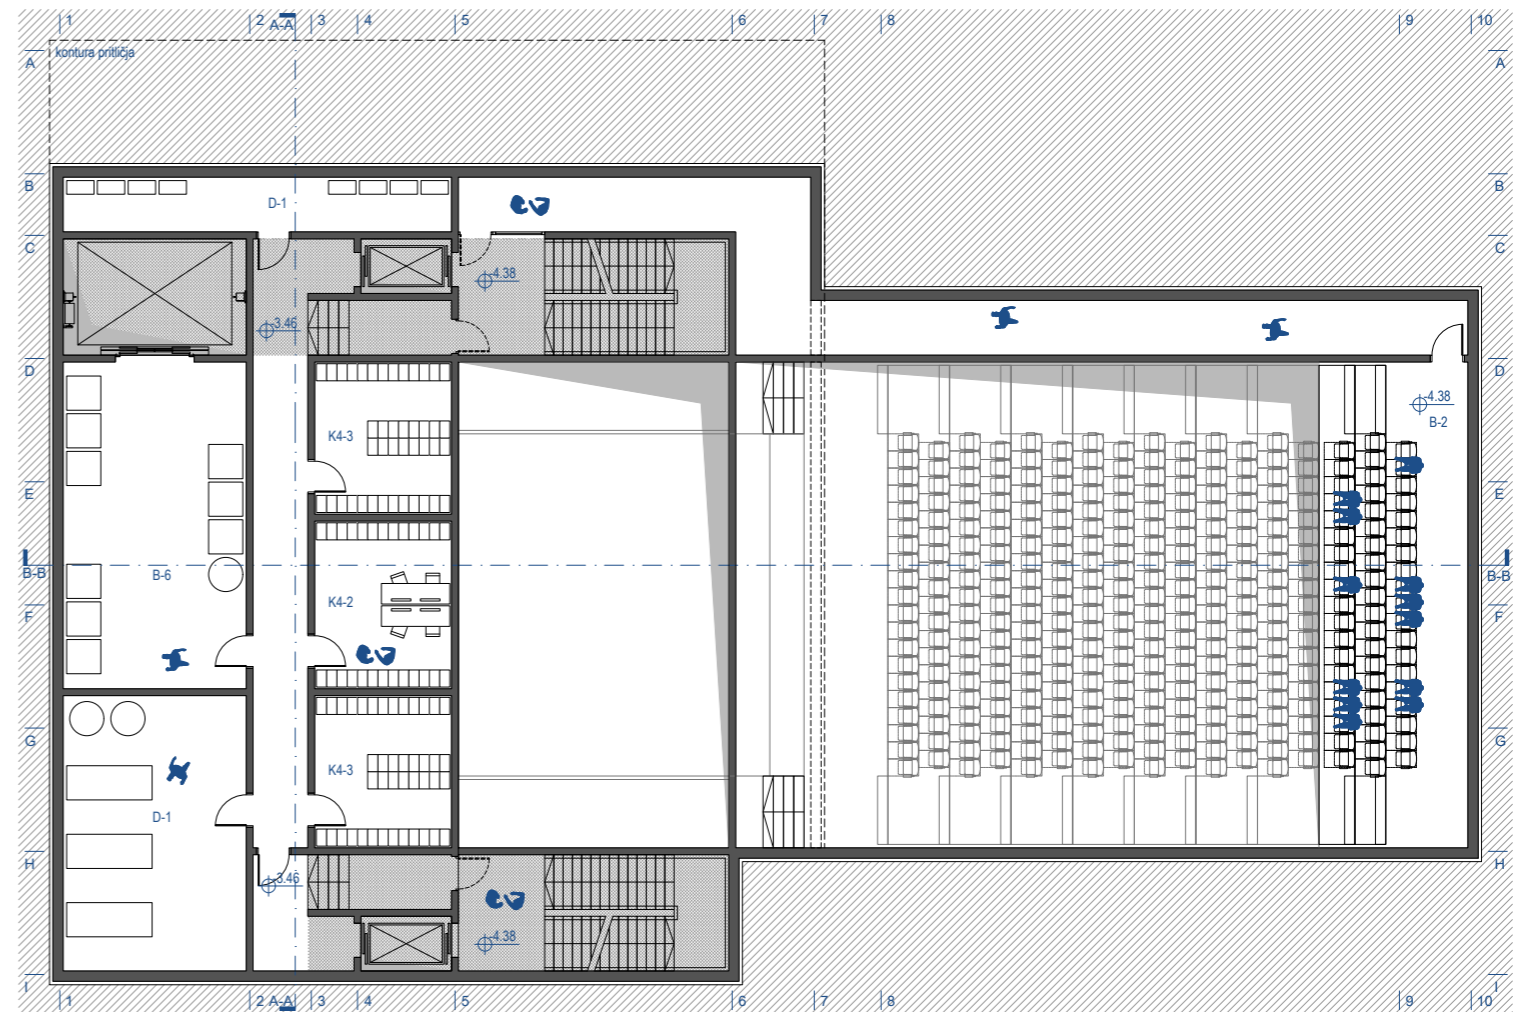 1 2 A-A 3 4 5 6 7 8 9 10
kontura pritličja
A A
B B
D-1
C C
-4.38
-3.46
D D
-4.38
B-2
K4-3
E E
B-B B-B
B-6
K4-2
F F
G G
K4-3
D-1
H H
-3.46
-4.38
I I
1 2 A-A 3 4 5 6 7 8 9 10